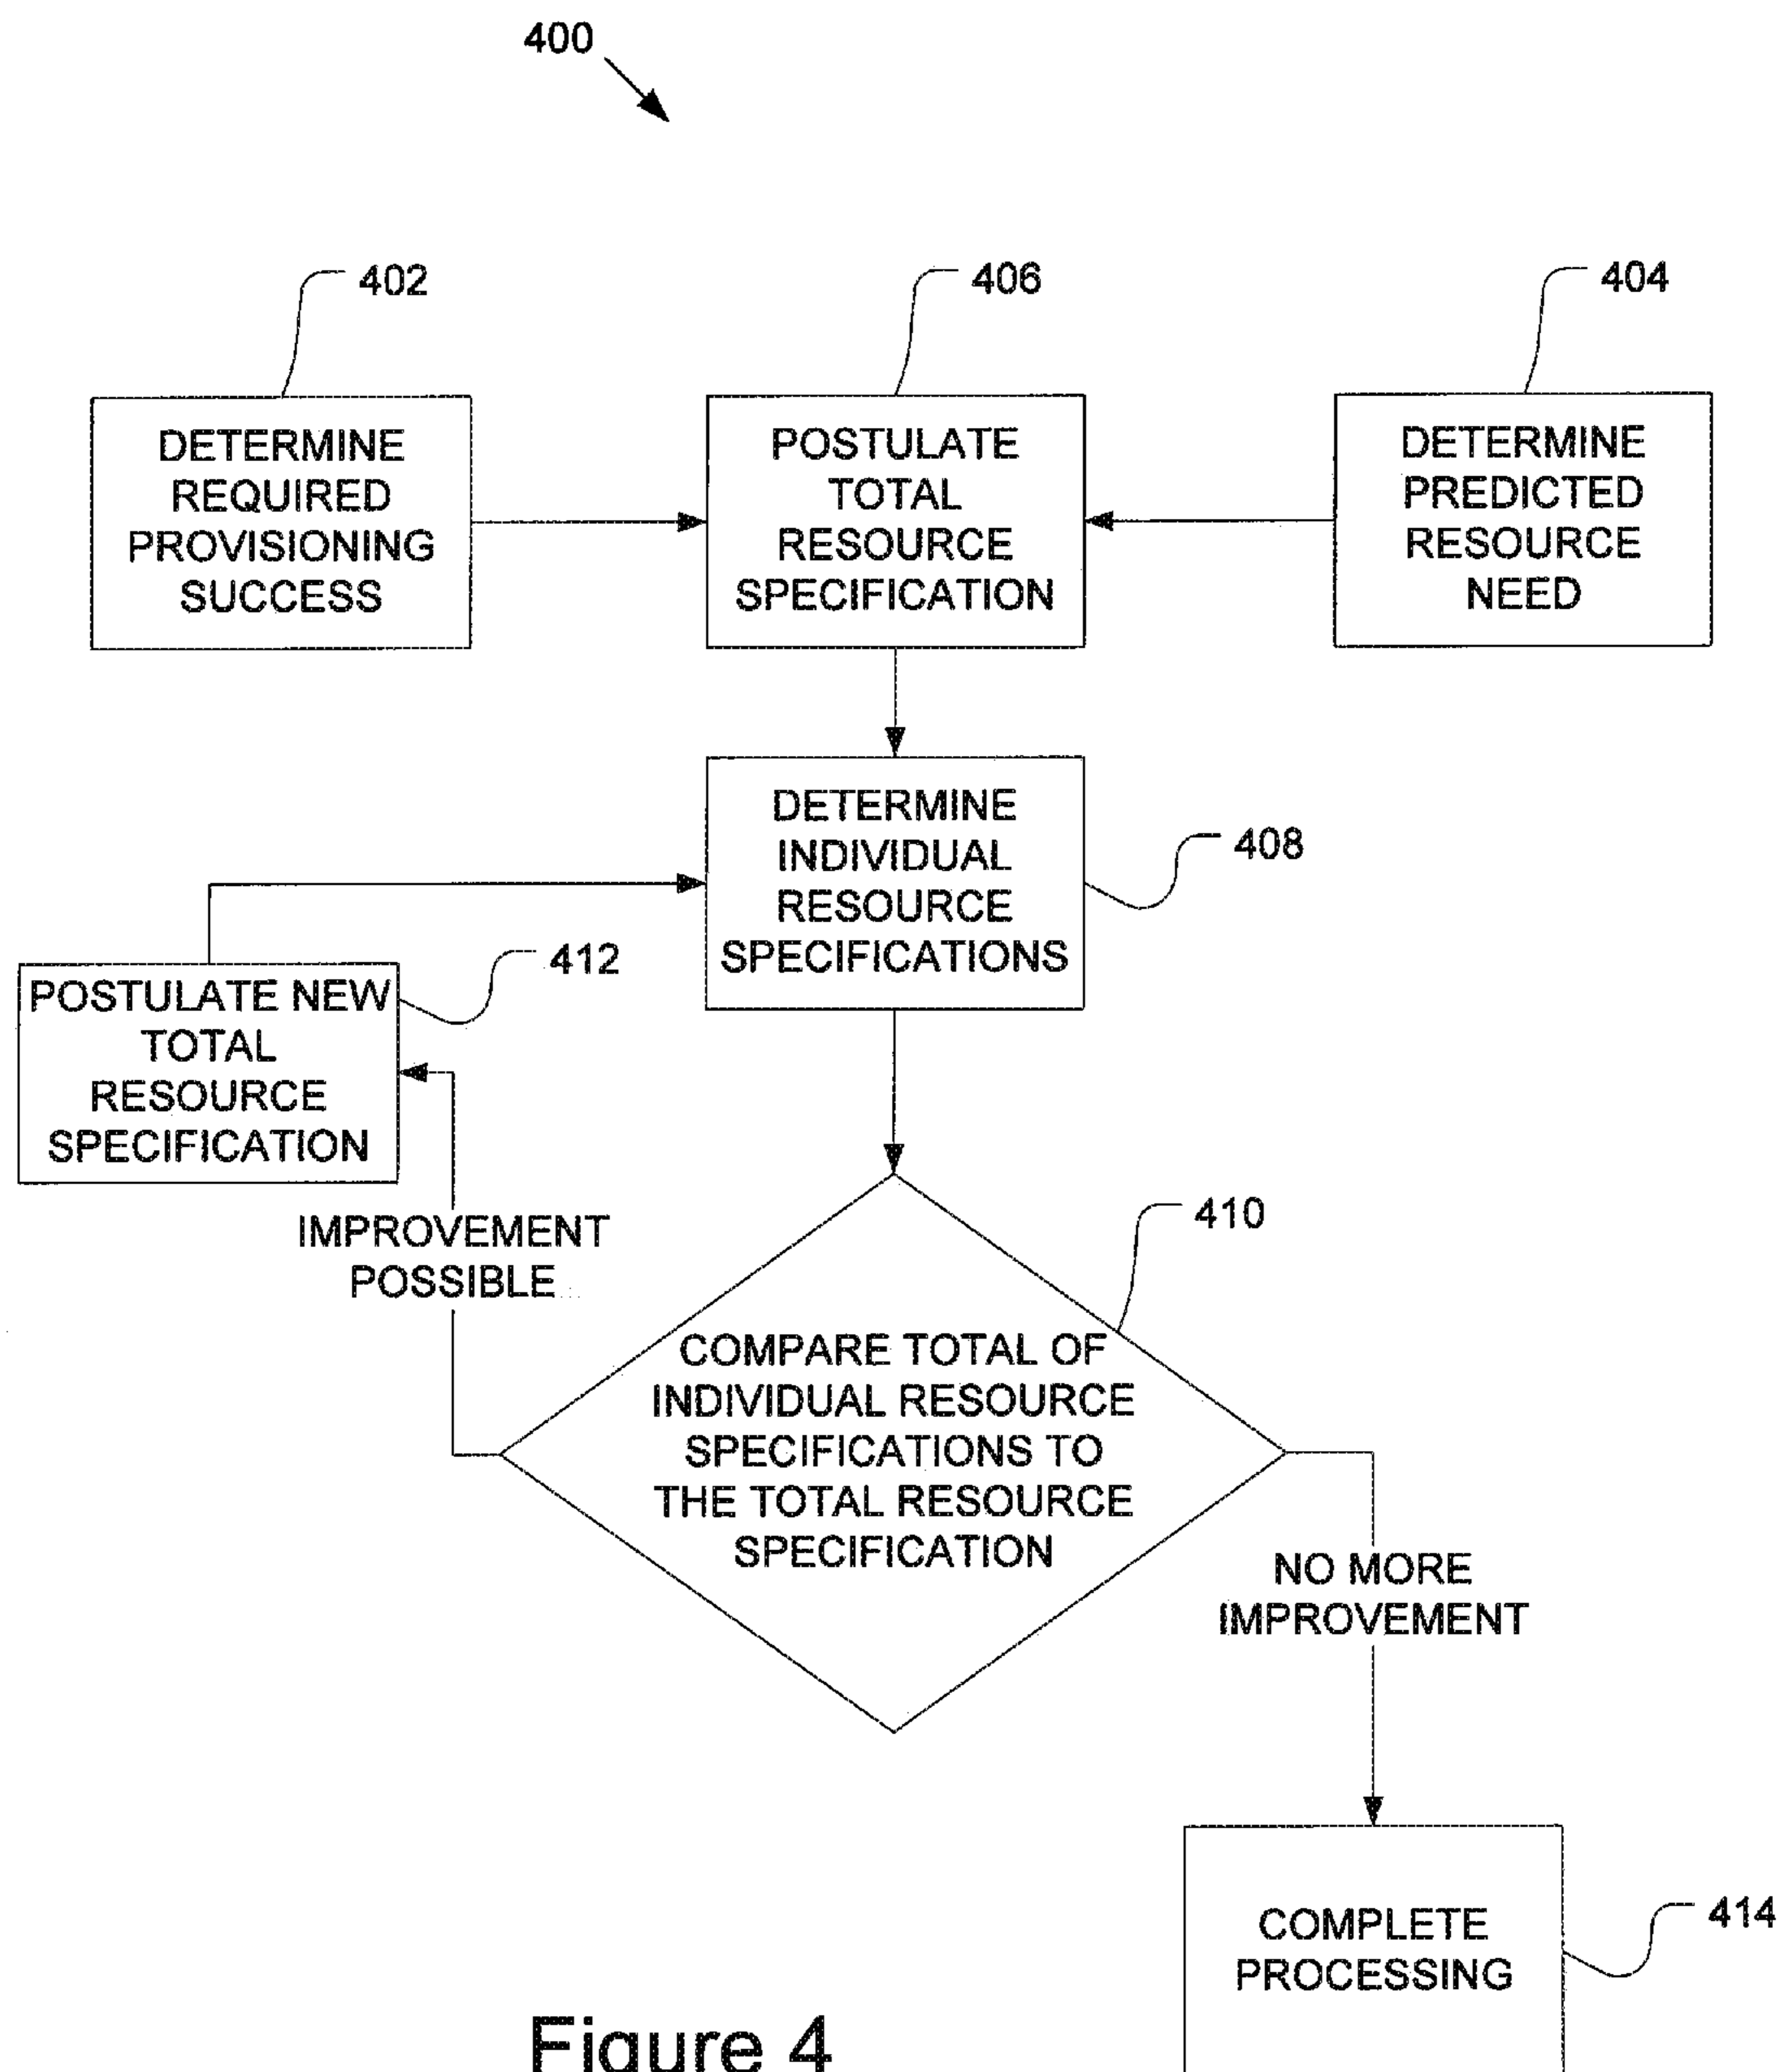 400
402
406
404
DETERMINE
REQUIRED
PROVISIONING
SUCCESS
POSTULATE
TOTAL
RESOURCE
SPECIFICATION
DETERMINE
PREDICTED
RESOURCE
NEED
DETERMINE
INDIVIDUAL
RESOURCE
SPECIFICATIONS
408
412
POSTULATE NEW
TOTAL
RESOURCE
SPECIFICATION
IMPROVEMENT
POSSIBLE
410
COMPARE TOTAL OF
INDIVIDUAL RESOURCE
SPECIFICATIONS TO
THE TOTAL RESOURCE
SPECIFICATION
NO MORE
IMPROVEMENT
COMPLETE
PROCESSING
414
Figure 4